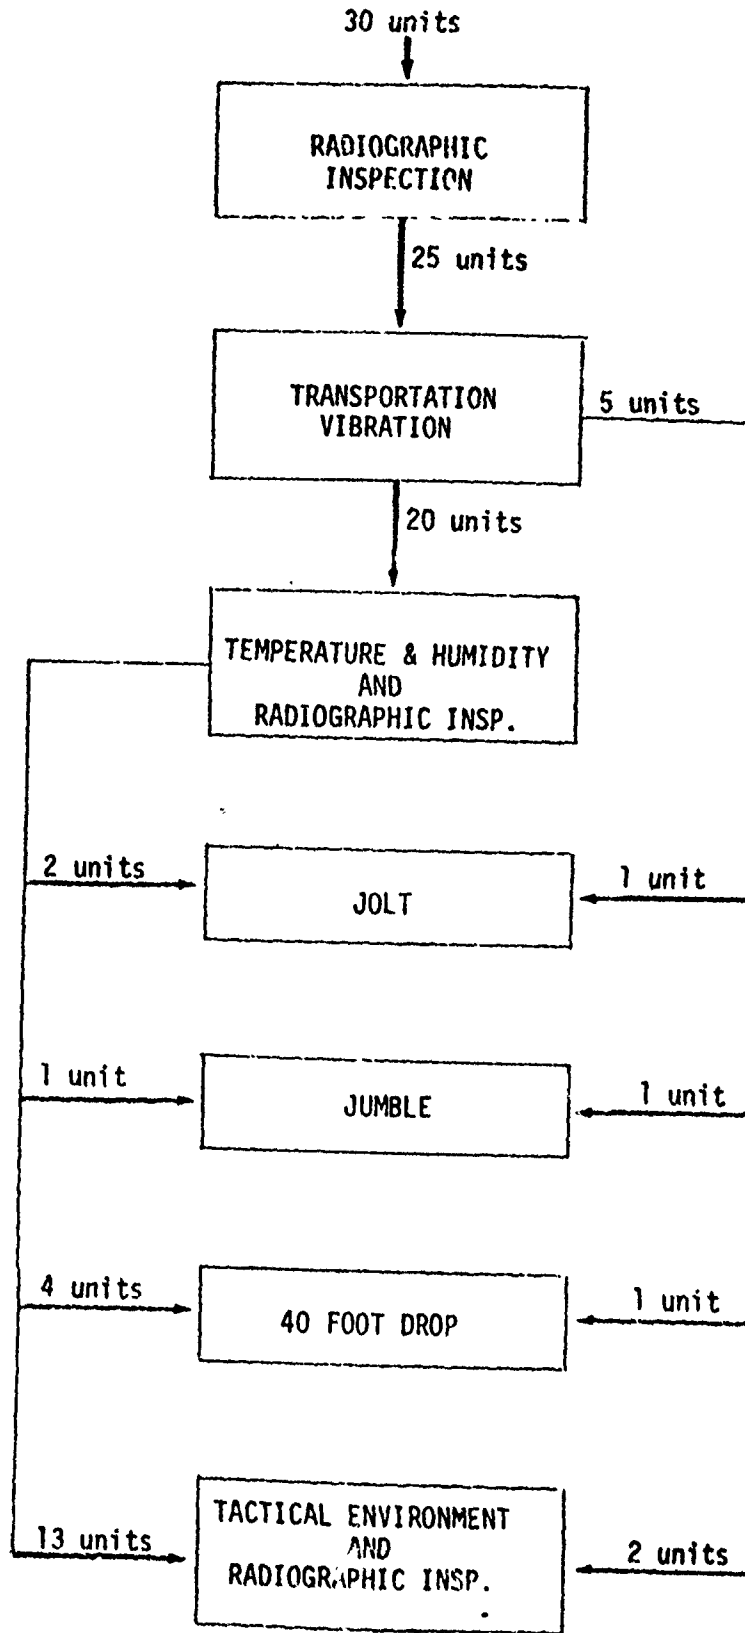 30 units
RADIOGRAPHIC
INSPECTION
25 units
TRANSPORTATION
VIBRATION
5 units
20 units
TEMPERATURE & HUMIDITY
AND
RADIOGRAPHIC INSP.
2 units
JOLT
1 unit
1 unit
JUMBLE
1 unit
4 units
40 FOOT DROP
1 unit
13 units
TACTICAL ENVIRONMENT
AND
RADIOGRAPHIC INSP.
2 units